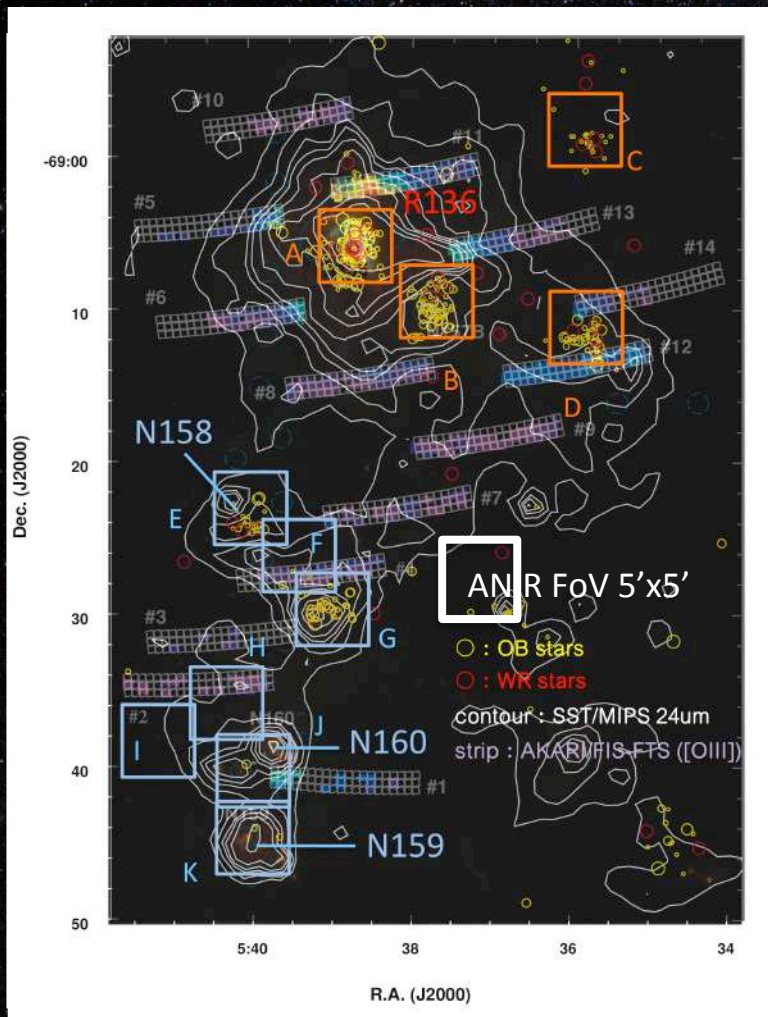 #10
C
-69:00
#11
#5
R136
#13
A
#14
10
#6
#12
B
#8
D
#9
N158
20
E
#7
F
ANIR FoV 5'x5'
30
#3
G
H
: OB stars
: WR stars
J
contour : SST/MIPS 24um
#2
N160
I
strip : AKARI/FIS-FTS ([OIII])
40
#1
N159
K
50
5:40
38
36
34
Dec. (J2000)
R.A. (J2000)